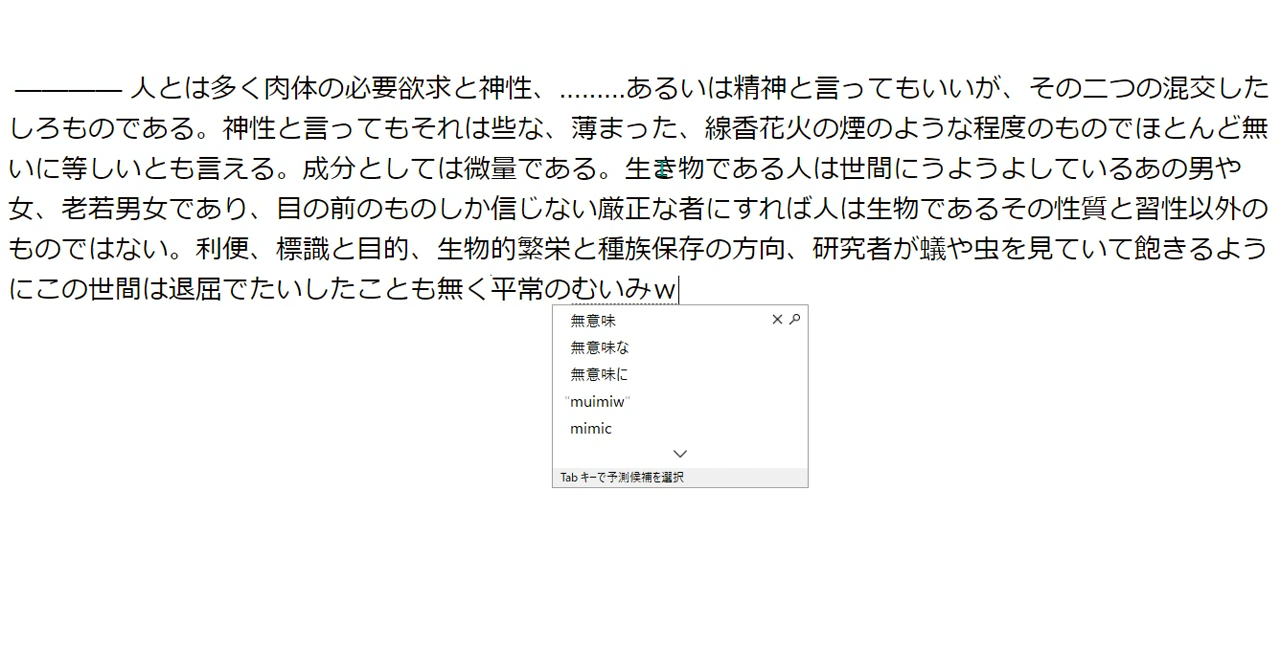 ———— 人とは多く肉体の必要欲求と神性、………あるいは精神と言ってもいいが、その二つの混交した
しろものである。神性と言ってもそれは些な、薄まった、線香花火の煙のような程度のものでほとんど無
いに等しいとも言える。成分としては微量である。生き物である人は世間にうようよしているあの男や
女、老若男女であり、目の前のものしか信じない厳正な者にすれば人は生物であるその性質と習性以外の
ものではない。利便、標識と目的、生物的繁栄と種族保存の方向、研究者が蟻や虫を見ていて飽きるよう
にこの世間は退屈でたいしたことも無く平常のむいみｗ
無意味
無意味な
無意味に
"muimiw"
mimic
Tab キーで予測候補を選択